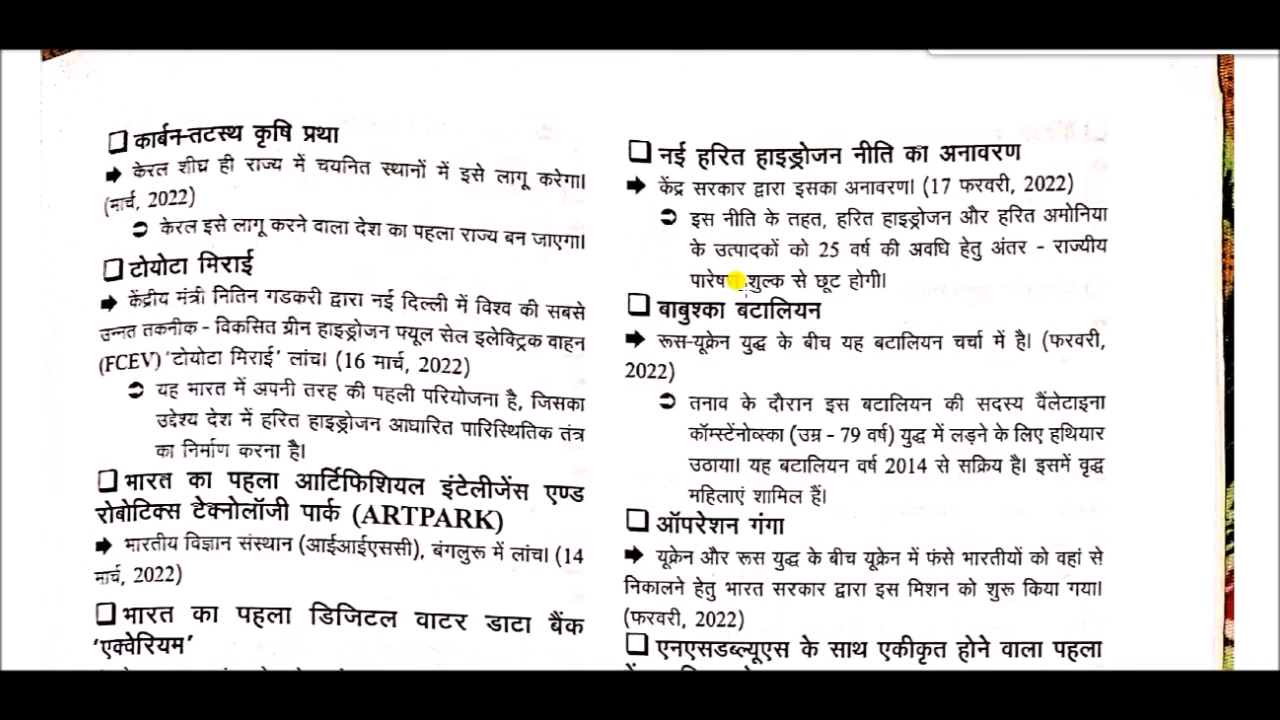 ❑ कार्बन-तटस्थ कृषि प्रथा
➡ केरल शीघ्र ही राज्य में चयनित स्थानों में इसे लागू करेगा।
(मार्च, 2022)
➲ केरल इसे लागू करने वाला देश का पहला राज्य बन जाएगा।
❑ टोयोटा मिराई
➡ केंद्रीय मंत्री नितिन गडकरी द्वारा नई दिल्ली में विश्व की सबसे
उन्नत तकनीक - विकसित ग्रीन हाइड्रोजन फ्यूल सेल इलेक्ट्रिक वाहन
(FCEV) 'टोयोटा मिराई' लांच। (16 मार्च, 2022)
➲ यह भारत में अपनी तरह की पहली परियोजना है, जिसका
उद्देश्य देश में हरित हाइड्रोजन आधारित पारिस्थितिक तंत्र
का निर्माण करना है।
❑ भारत का पहला आर्टिफिशियल इंटेलीजेंस एण्ड
रोबोटिक्स टेक्नोलॉजी पार्क (ARTPARK)
➡ भारतीय विज्ञान संस्थान (आईआईएससी), बंगलुरू में लांच। (14
मार्च, 2022)
❑ भारत का पहला डिजिटल वाटर डाटा बैंक
'एक्वेरियम'
❑ नई हरित हाइड्रोजन नीति का अनावरण
➡ केंद्र सरकार द्वारा इसका अनावरण। (17 फरवरी, 2022)
➲ इस नीति के तहत, हरित हाइड्रोजन और हरित अमोनिया
के उत्पादकों को 25 वर्ष की अवधि हेतु अंतर - राज्यीय
पारेषण शुल्क से छूट होगी।
❑ बाबुश्का बटालियन
➡ रूस-यूक्रेन युद्ध के बीच यह बटालियन चर्चा में है। (फरवरी,
2022)
➲ तनाव के दौरान इस बटालियन की सदस्य वैंलेटाइना
कॉम्स्टेंनोव्स्का (उम्र - 79 वर्ष) युद्ध में लड़ने के लिए हथियार
उठाया। यह बटालियन वर्ष 2014 से सक्रिय है। इसमें वृद्ध
महिलाएं शामिल हैं।
❑ ऑपरेशन गंगा
➡ यूक्रेन और रूस युद्ध के बीच यूक्रेन में फंसे भारतीयों को वहां से
निकालने हेतु भारत सरकार द्वारा इस मिशन को शुरू किया गया।
(फरवरी, 2022)
❑ एनएसडब्ल्यूएस के साथ एकीकृत होने वाला पहला